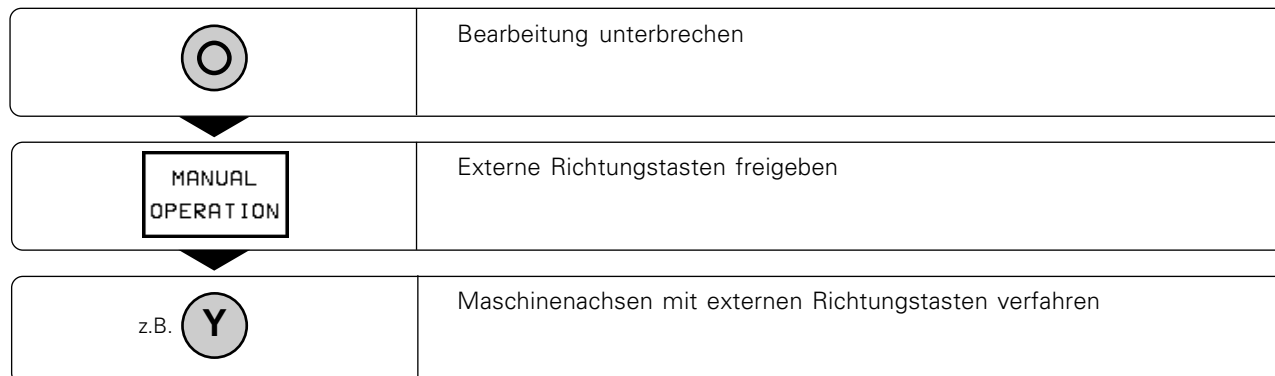 O
Bearbeitung unterbrechen
MANUAL
OPERATION
Externe Richtungstasten freigeben
z.B. Y
Maschinenachsen mit externen Richtungstasten verfahren